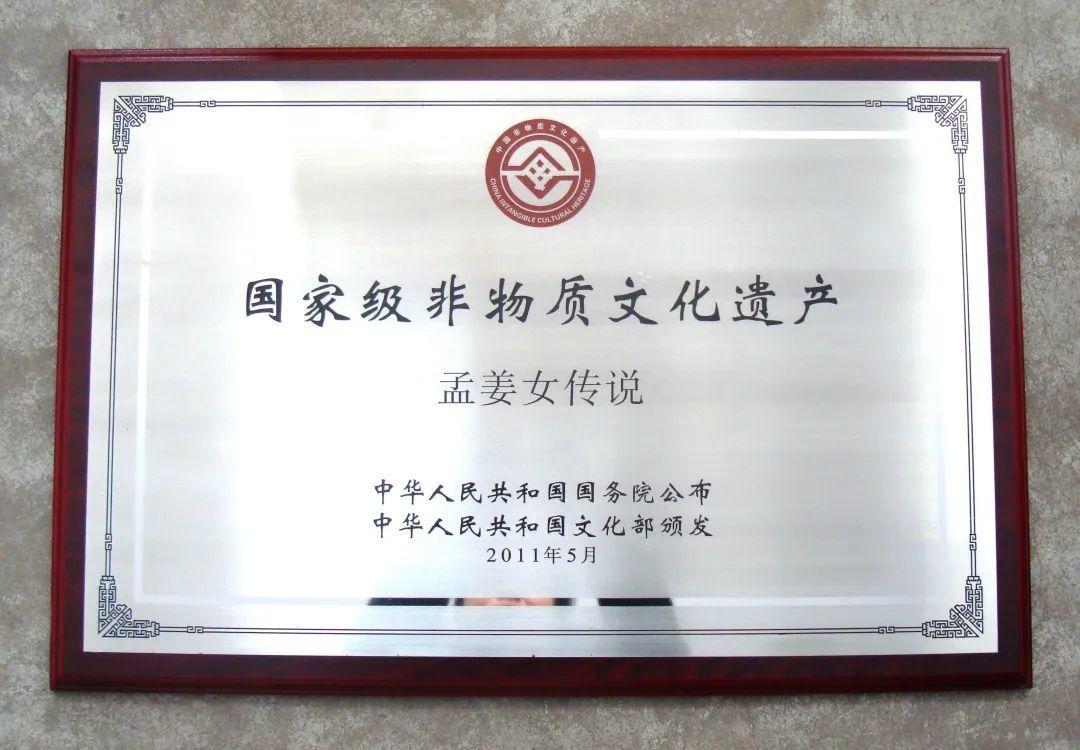 中国非物质文化遗产
CHINA INTANGIBLE CULTURAL HERITAGE
国家级非物质文化遗产
孟姜女传说
中华人民共和国国务院公布
中华人民共和国文化部颁发
2011年5月